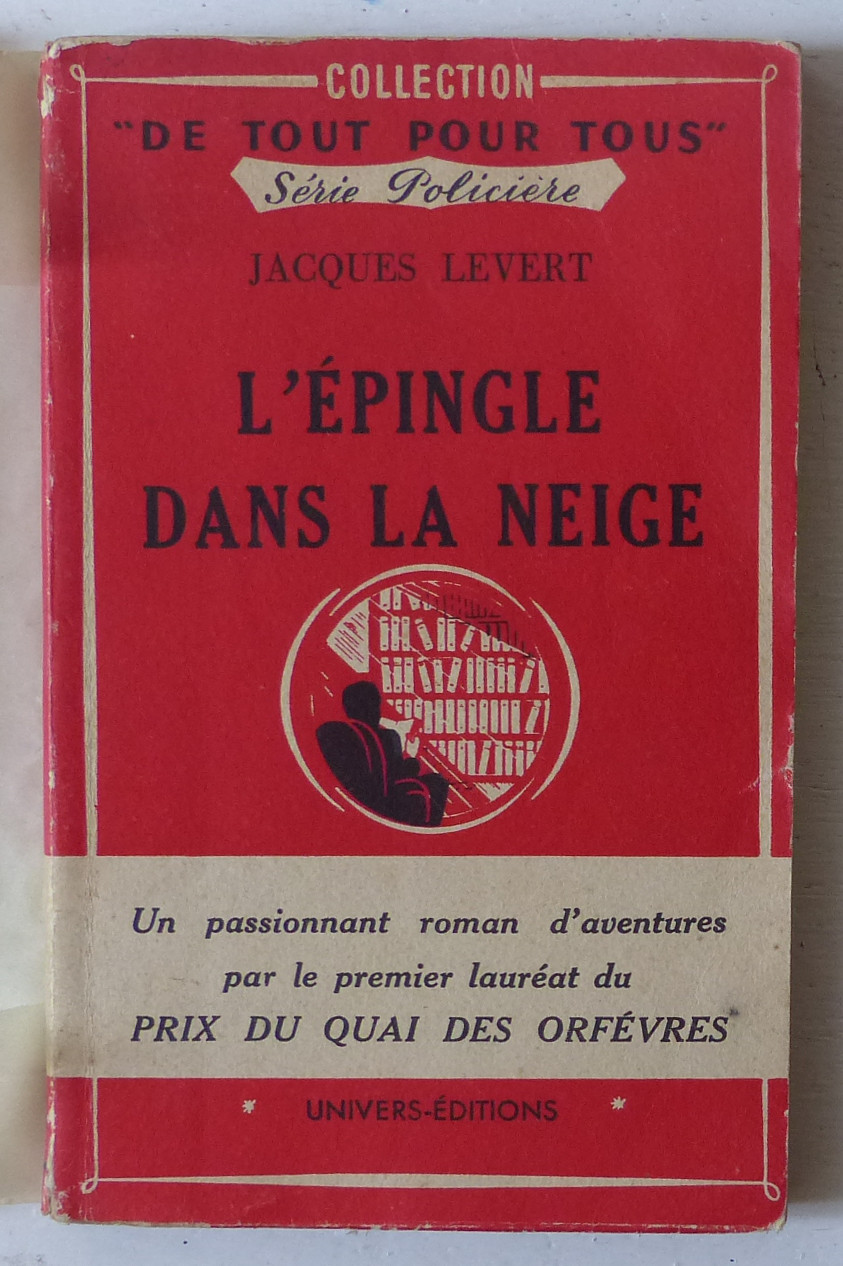 COLLECTION
"DE TOUT POUR TOUS"
Série Policière
JACQUES LEVERT
L'ÉPINGLE
DANS LA NEIGE
Un passionnant roman d'aventures
par le premier lauréat du
PRIX DU QUAI DES ORFÉVRES
* UNIVERS-ÉDITIONS *